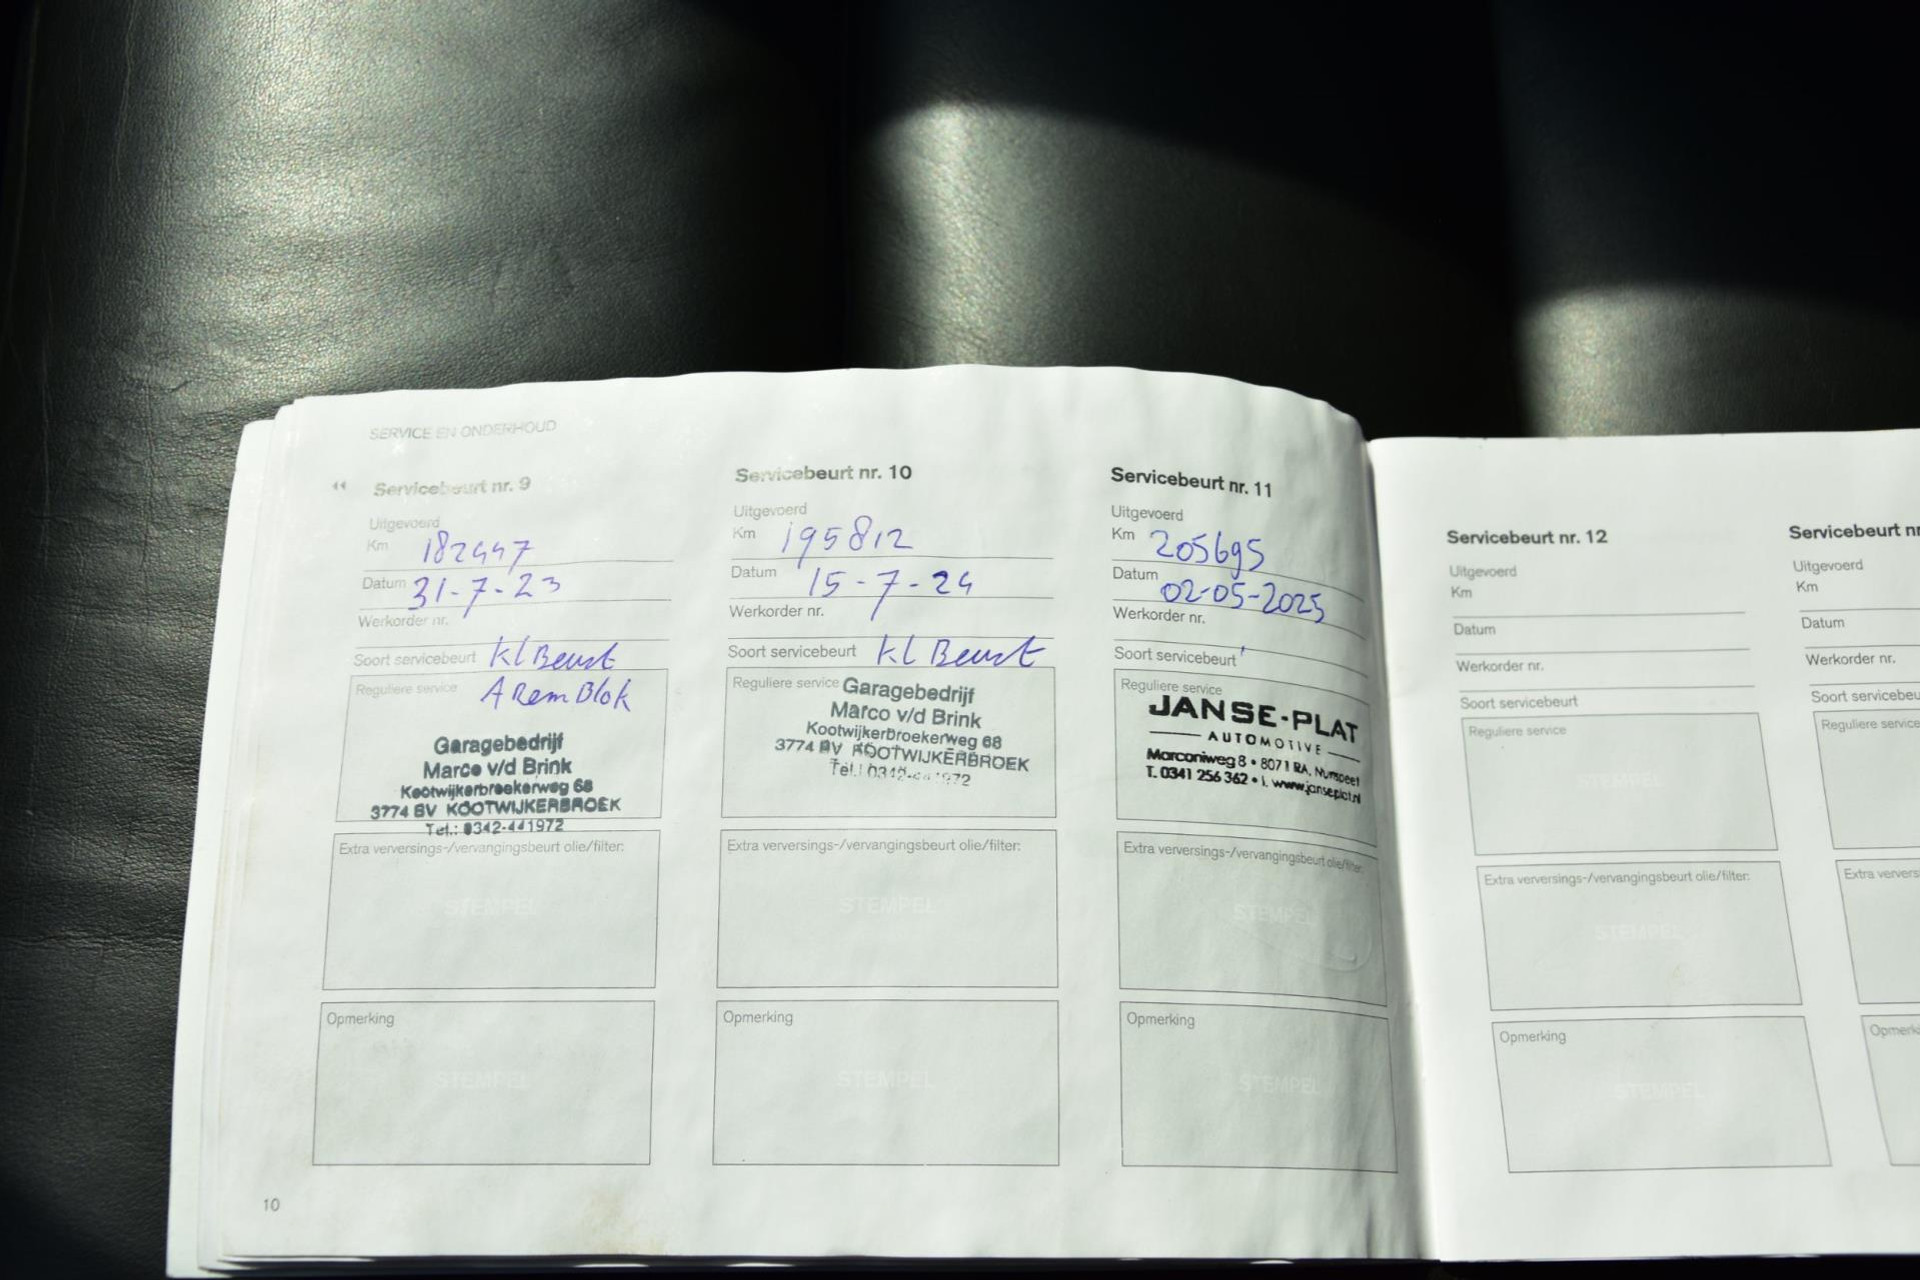 SERVICE EN ONDERHOUD
Servicebeurt nr. 9
Uitgevoerd
Km 182447
Datum 31-7-23
Werkorder nr.
Soort servicebeurt Kl Beurt
Reguliere service A Rem Blok
Garagebedrijf
Marco v/d Brink
Kootwijkerbroekerweg 68
3774 BV KOOTWIJKERBROEK
Tel.: 0342-441972
Extra verversings-/vervangingsbeurt olie/filter:
STEMPEL
Opmerking
STEMPEL
10
Servicebeurt nr. 10
Uitgevoerd
Km 195812
Datum 15-7-24
Werkorder nr.
Soort servicebeurt Kl Beurt
Reguliere service
Garagebedrijf
Marco v/d Brink
Kootwijkerbroekerweg 68
3774 BV KOOTWIJKERBROEK
Tel.: 0342-441972
Extra verversings-/vervangingsbeurt olie/filter:
STEMPEL
Opmerking
STEMPEL
Servicebeurt nr. 11
Uitgevoerd
Km 205695
Datum 02-05-2025
Werkorder nr.
Soort servicebeurt
Reguliere service
JANSE-PLAT
AUTOMOTIVE
Marconiweg 8 • 8071 RA, Nunspeet
T. 0341 256 362 • I. www.janseplat.nl
Extra verversings-/vervangingsbeurt olie/filter:
STEMPEL
Opmerking
STEMPEL
Servicebeurt nr. 12
Uitgevoerd
Km
Datum
Werkorder nr.
Soort servicebeurt
Reguliere service
STEMPEL
Extra verversings-/vervangingsbeurt olie/filter:
STEMPEL
Opmerking
STEMPEL
Servicebeurt
Uitgevoerd
Km
Datum
Werkorder nr.
Soort
Reguliere service
Extra